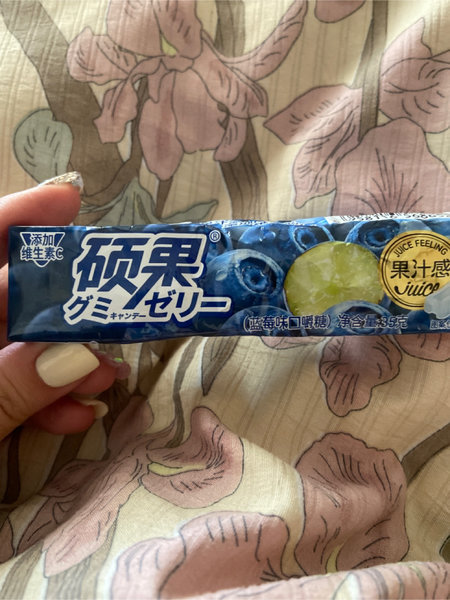 添加
维生素C
硕果®
グミキャンデーゼリー
(蓝莓味口嚼糖) 净含量:35克
JUICE FEELING
果汁感
Juice